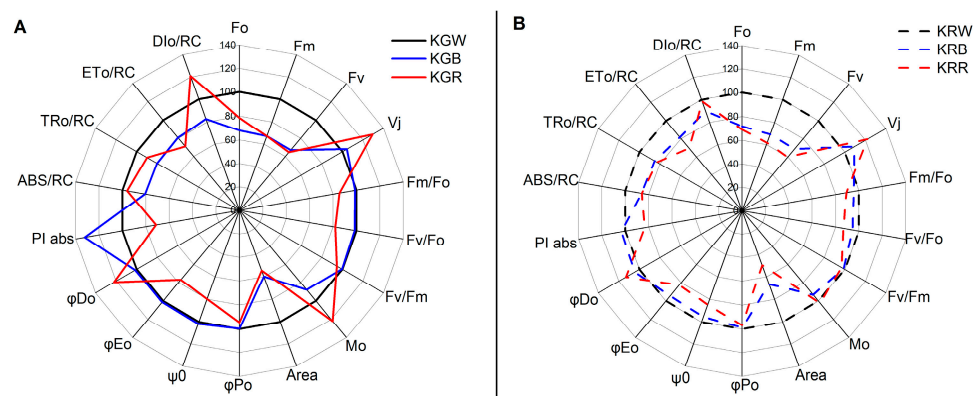 A
Fo
Fm
Fv
Vj
Fm/Fo
Fv/Fo
Fv/Fm
Mo
Area
φPo
ψ0
φEo
φDo
PI abs
ABS/RC
TRo/RC
ETo/RC
DIo/RC
140
120
100
80
60
40
20
0
KGW
KGB
KGR
B
Fo
Fm
Fv
Vj
Fm/Fo
Fv/Fo
Fv/Fm
Mo
Area
φPo
ψ0
φEo
φDo
PI abs
ABS/RC
TRo/RC
ETo/RC
DIo/RC
140
120
100
80
60
40
20
0
KRW
KRB
KRR